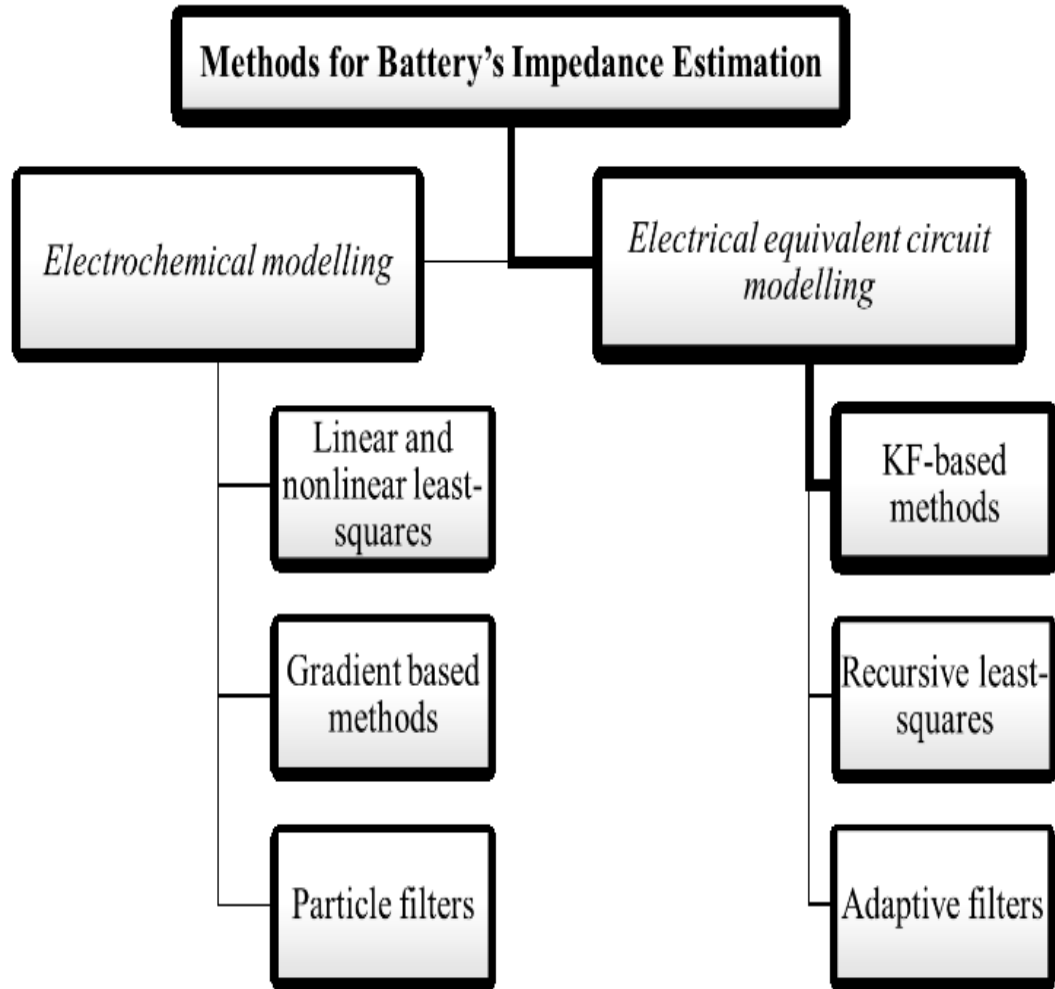 Methods for Battery's Impedance Estimation
Electrochemical modelling
Electrical equivalent circuit
modelling
Linear and
nonlinear least-
squares
Gradient based
methods
Particle filters
KF-based
methods
Recursive least-
squares
Adaptive filters